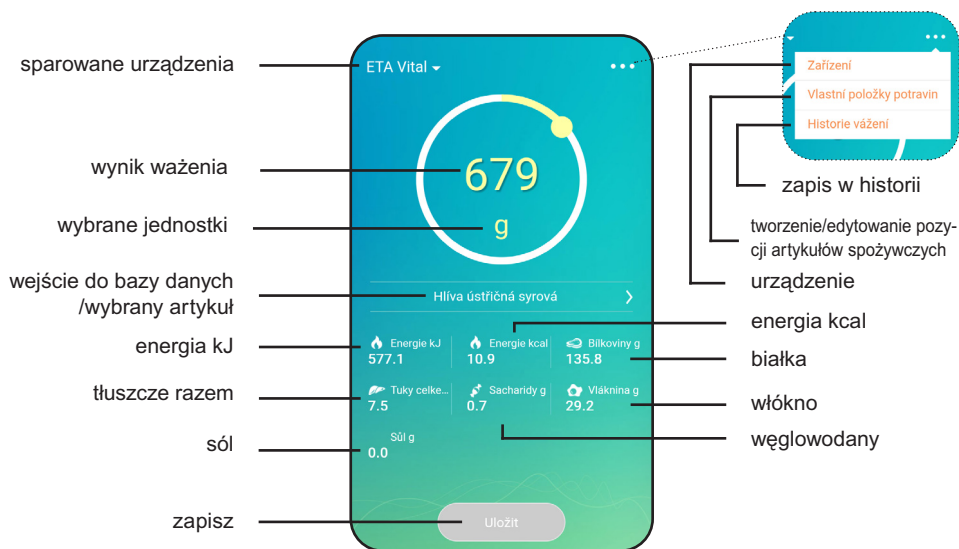 sparowane urządzenia
ETA Vital
Zařízení
Vlastní položky potravin
Historie vážení
wynik ważenia
679
wybrane jednostki
g
zapis w historii
tworzenie/edytowanie pozy-
cji artykułów spożywczych
urządzenie
wejście do bazy danych
/wybrany artykuł
Hlíva ústřičná syrová
energia kcal
energia kJ
Energie kJ
577.1
Energie kcal
10.9
Bílkoviny g
135.8
białka
tłuszcze razem
Tuky celke...
7.5
Sacharidy g
0.7
Vláknina g
29.2
włókno
węglowodany
sól
Sůl g
0.0
zapisz
Uložit